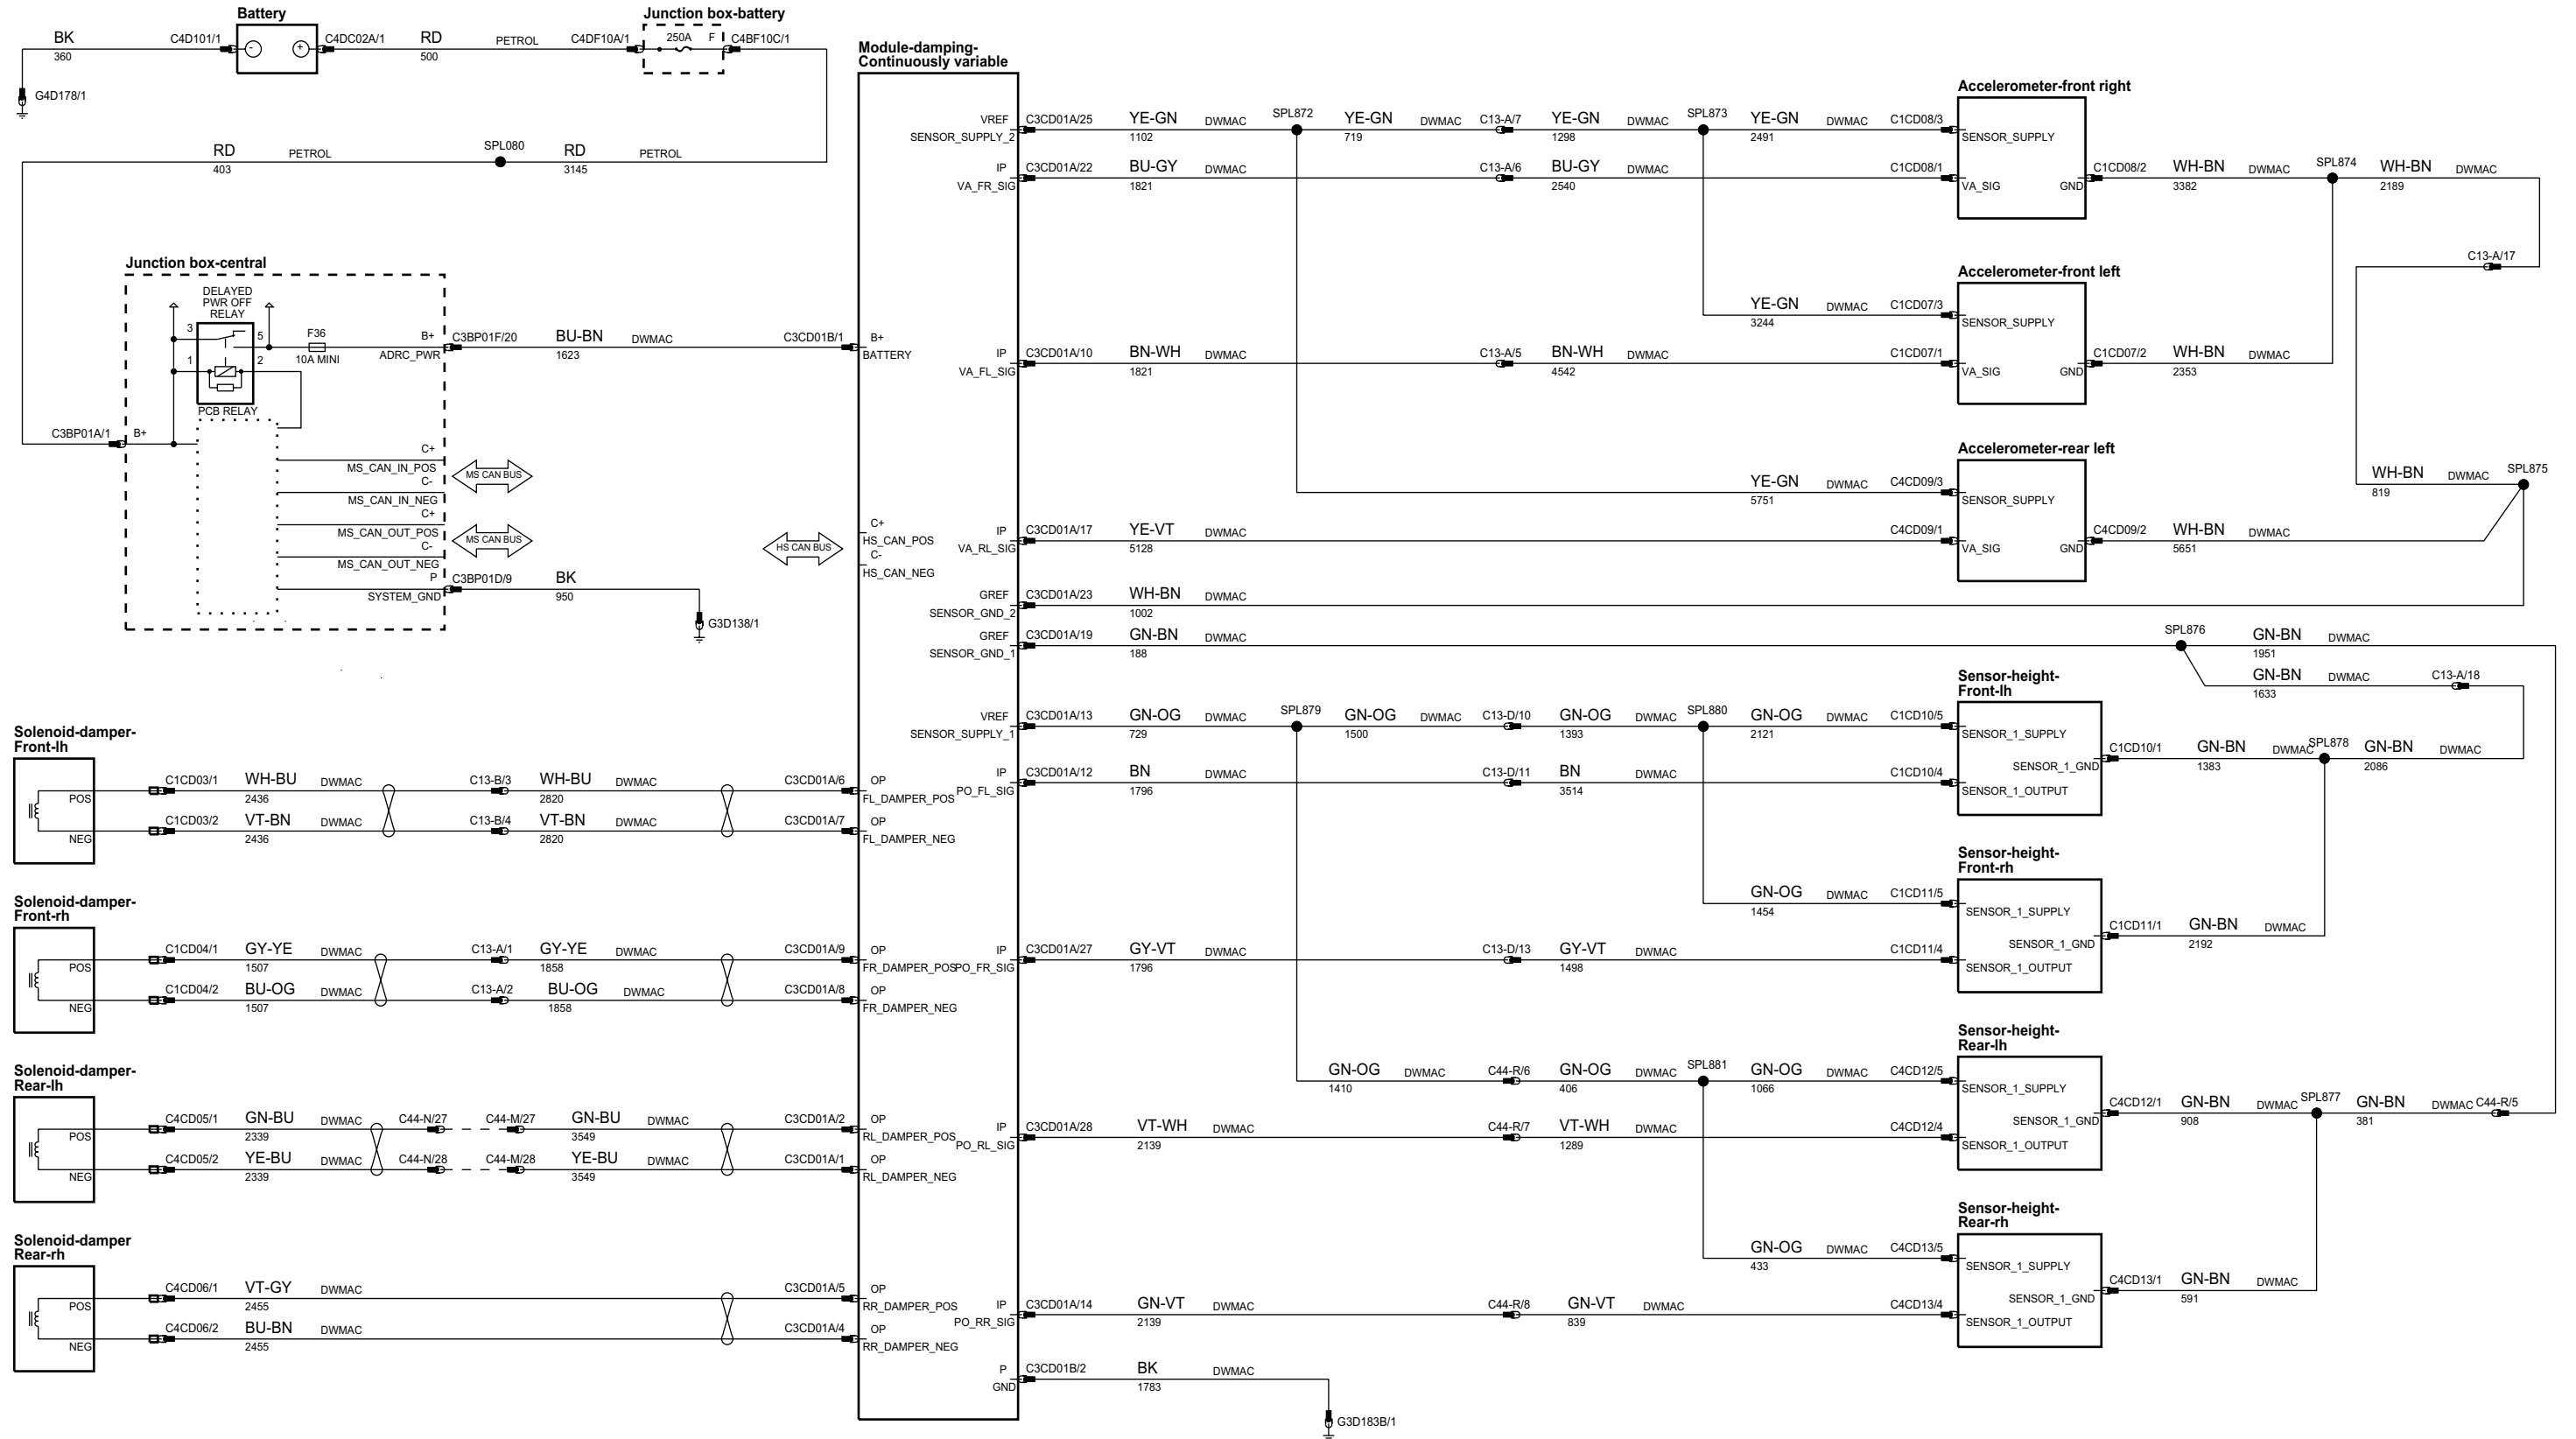 Battery
Junction box-battery
BK
360
C4D101/1
-
+
C4DC02A/1
RD
500
PETROL
C4DF10A/1
250A
F
C4BF10C/1
G4D178/1
RD
403
PETROL
SPL080
RD
3145
PETROL
Junction box-central
DELAYED
PWR OFF
RELAY
3
5
1
2
F36
10A MINI
B+
ADRC_PWR
C3BP01F/20
BU-BN
1623
DWMAC
C3CD01B/1
PCB RELAY
C3BP01A/1
B+
C+
MS_CAN_IN_POS
C-
MS_CAN_IN_NEG
MS CAN BUS
C+
MS_CAN_OUT_POS
C-
MS_CAN_OUT_NEG
MS CAN BUS
P
SYSTEM_GND
C3BP01D/9
BK
950
G3D138/1
HS CAN BUS
Solenoid-damper-
Front-lh
POS
NEG
C1CD03/1
WH-BU
2436
DWMAC
C13-B/3
WH-BU
2820
DWMAC
C3CD01A/6
C1CD03/2
VT-BN
2436
DWMAC
C13-B/4
VT-BN
2820
DWMAC
C3CD01A/7
Solenoid-damper-
Front-rh
POS
NEG
C1CD04/1
GY-YE
1507
DWMAC
C13-A/1
GY-YE
1858
DWMAC
C3CD01A/9
C1CD04/2
BU-OG
1507
DWMAC
C13-A/2
BU-OG
1858
DWMAC
C3CD01A/8
Solenoid-damper-
Rear-lh
POS
NEG
C4CD05/1
GN-BU
2339
DWMAC
C44-N/27
C44-M/27
GN-BU
3549
DWMAC
C3CD01A/2
C4CD05/2
YE-BU
2339
DWMAC
C44-N/28
C44-M/28
YE-BU
3549
DWMAC
C3CD01A/1
Solenoid-damper
Rear-rh
POS
NEG
C4CD06/1
VT-GY
2455
DWMAC
C3CD01A/5
C4CD06/2
BU-BN
2455
DWMAC
C3CD01A/4
Module-damping-
Continuously variable
B+
BATTERY
C+
HS_CAN_POS
C-
HS_CAN_NEG
OP
FL_DAMPER_POS
OP
FL_DAMPER_NEG
OP
FR_DAMPER_POS
OP
FR_DAMPER_NEG
OP
RL_DAMPER_POS
OP
RL_DAMPER_NEG
OP
RR_DAMPER_POS
OP
RR_DAMPER_NEG
VREF
SENSOR_SUPPLY_2
C3CD01A/25
YE-GN
1102
DWMAC
SPL872
YE-GN
719
DWMAC
C13-A/7
YE-GN
1298
DWMAC
SPL873
YE-GN
2491
DWMAC
C1CD08/3
IP
VA_FR_SIG
C3CD01A/22
BU-GY
1821
DWMAC
C13-A/6
BU-GY
2540
DWMAC
C1CD08/1
Accelerometer-front right
SENSOR_SUPPLY
VA_SIG
GND
C1CD08/2
WH-BN
3382
DWMAC
SPL874
WH-BN
2189
DWMAC
C13-A/17
Accelerometer-front left
YE-GN
3244
DWMAC
C1CD07/3
SENSOR_SUPPLY
IP
VA_FL_SIG
C3CD01A/10
BN-WH
1821
DWMAC
C13-A/5
BN-WH
4542
DWMAC
C1CD07/1
VA_SIG
GND
C1CD07/2
WH-BN
2353
DWMAC
Accelerometer-rear left
YE-GN
5751
DWMAC
C4CD09/3
SENSOR_SUPPLY
WH-BN
819
DWMAC
SPL875
IP
VA_RL_SIG
C3CD01A/17
YE-VT
5128
DWMAC
C4CD09/1
VA_SIG
GND
C4CD09/2
WH-BN
5651
DWMAC
GREF
SENSOR_GND_2
C3CD01A/23
WH-BN
1002
DWMAC
GREF
SENSOR_GND_1
C3CD01A/19
GN-BN
188
DWMAC
SPL876
GN-BN
1951
DWMAC
GN-BN
1633
DWMAC
C13-A/18
Sensor-height-
Front-lh
VREF
SENSOR_SUPPLY_1
C3CD01A/13
GN-OG
729
DWMAC
SPL879
GN-OG
1500
DWMAC
C13-D/10
GN-OG
1393
DWMAC
SPL880
GN-OG
2121
DWMAC
C1CD10/5
SENSOR_1_SUPPLY
SENSOR_1_GND
C1CD10/1
GN-BN
1383
DWMAC
SPL878
GN-BN
2086
DWMAC
IP
PO_FL_SIG
C3CD01A/12
BN
1796
DWMAC
C13-D/11
BN
3514
DWMAC
C1CD10/4
SENSOR_1_OUTPUT
Sensor-height-
Front-rh
GN-OG
1454
DWMAC
C1CD11/5
SENSOR_1_SUPPLY
SENSOR_1_GND
C1CD11/1
GN-BN
2192
DWMAC
IP
PO_FR_SIG
C3CD01A/27
GY-VT
1796
DWMAC
C13-D/13
GY-VT
1498
DWMAC
C1CD11/4
SENSOR_1_OUTPUT
Sensor-height-
Rear-lh
GN-OG
1410
DWMAC
C44-R/6
GN-OG
406
DWMAC
SPL881
GN-OG
1066
DWMAC
C4CD12/5
SENSOR_1_SUPPLY
SENSOR_1_GND
C4CD12/1
GN-BN
908
DWMAC
SPL877
GN-BN
381
DWMAC
C44-R/5
IP
PO_RL_SIG
C3CD01A/28
VT-WH
2139
DWMAC
C44-R/7
VT-WH
1289
DWMAC
C4CD12/4
SENSOR_1_OUTPUT
Sensor-height-
Rear-rh
GN-OG
433
DWMAC
C4CD13/5
SENSOR_1_SUPPLY
SENSOR_1_GND
C4CD13/1
GN-BN
591
DWMAC
IP
PO_RR_SIG
C3CD01A/14
GN-VT
2139
DWMAC
C44-R/8
GN-VT
839
DWMAC
C4CD13/4
SENSOR_1_OUTPUT
P
GND
C3CD01B/2
BK
1783
DWMAC
G3D183B/1